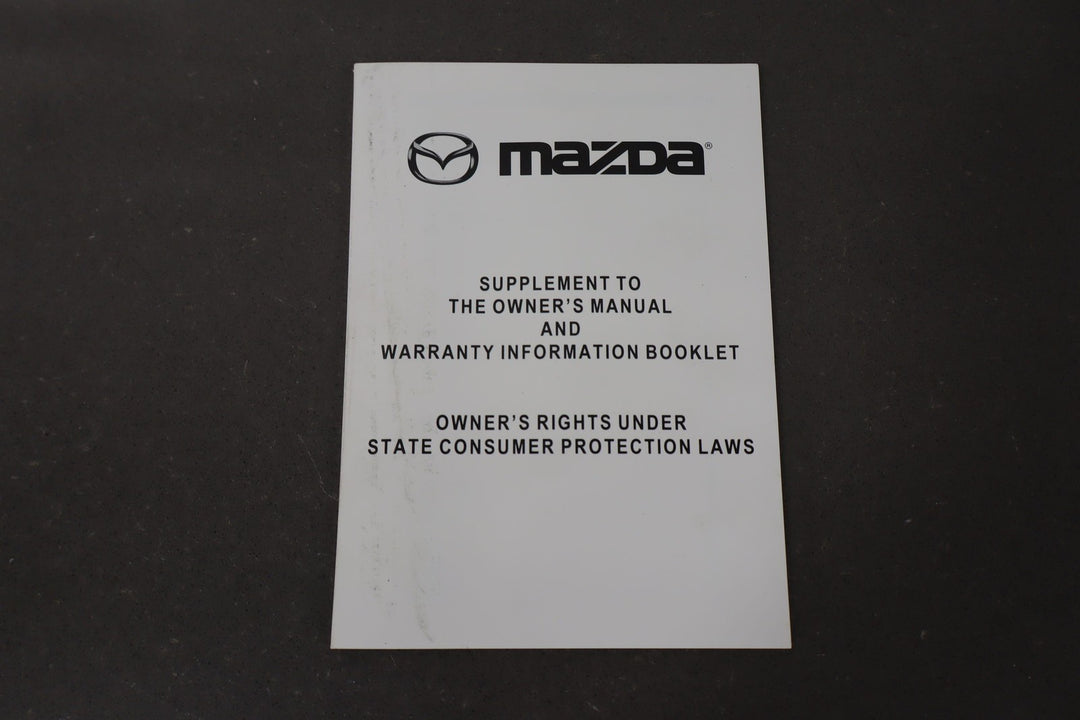 mazda®
SUPPLEMENT TO
THE OWNER'S MANUAL
AND
WARRANTY INFORMATION BOOKLET
OWNER'S RIGHTS UNDER
STATE CONSUMER PROTECTION LAWS